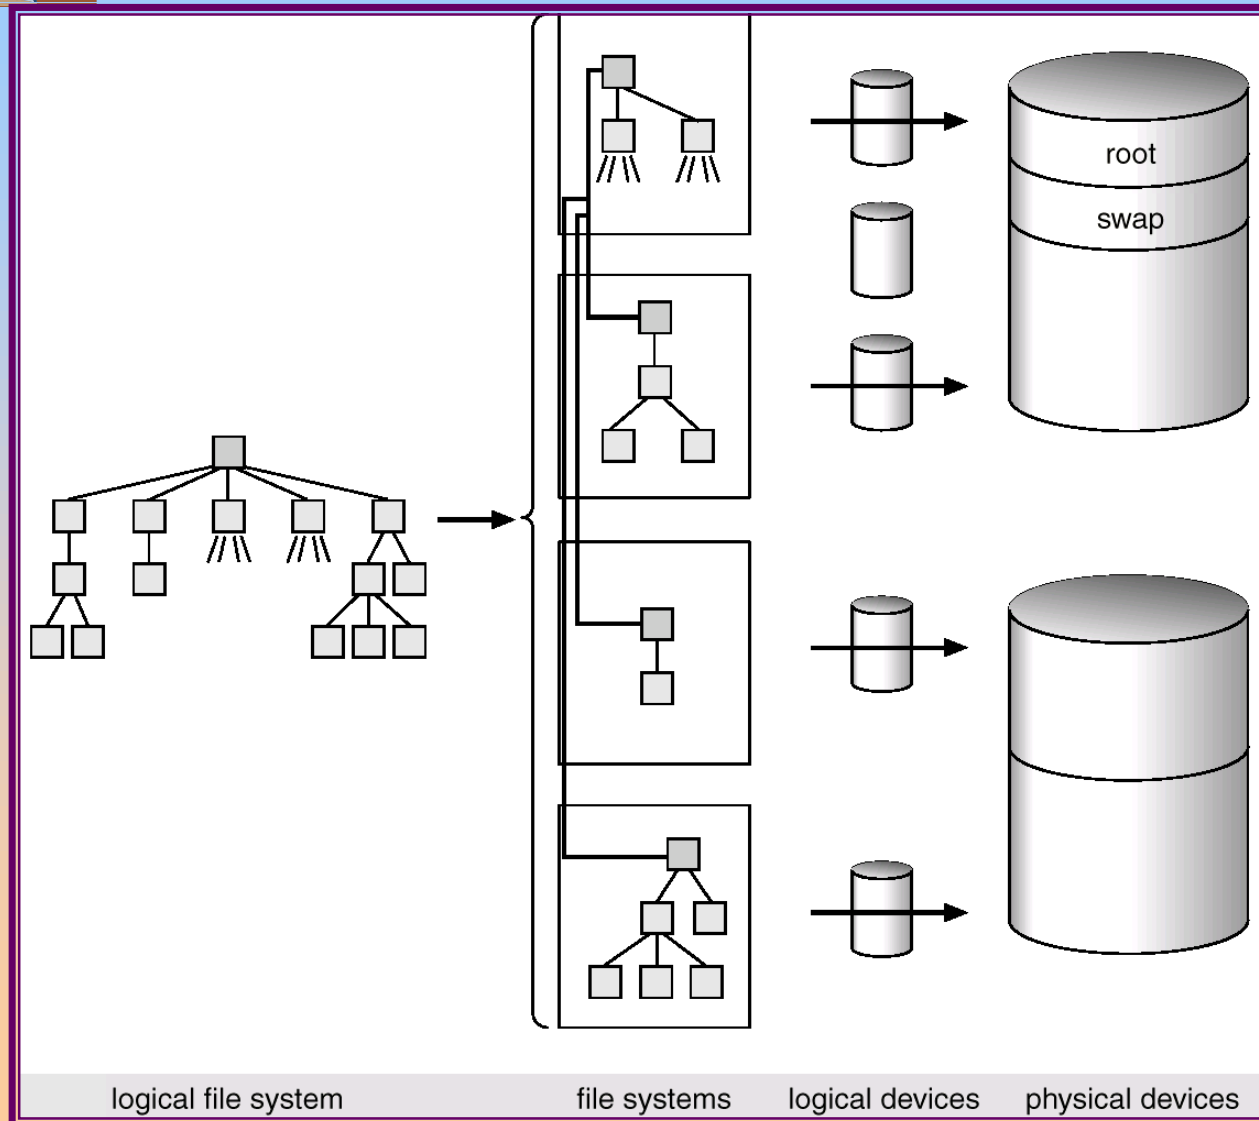 root
swap
logical file system
file systems
logical devices
physical devices